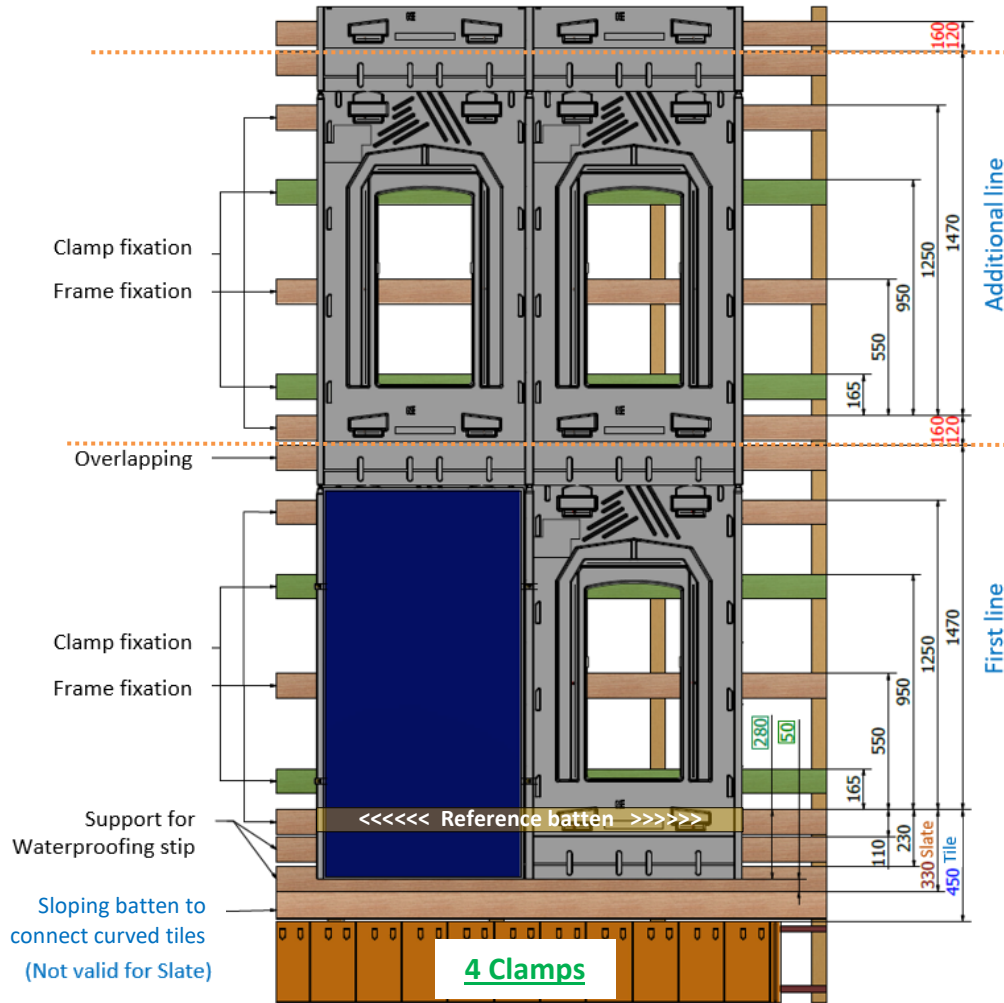 160
120
Additional line
1470
1250
950
550
165
Clamp fixation
Frame fixation
160
120
Overlapping
First line
1470
1250
950
550
165
Clamp fixation
Frame fixation
280
50
Support for
Waterproofing stip
<<<<<< Reference batten >>>>>>
110
230
330 Slate
450 Tile
Sloping batten to
connect curved tiles
(Not valid for Slate)
4 Clamps